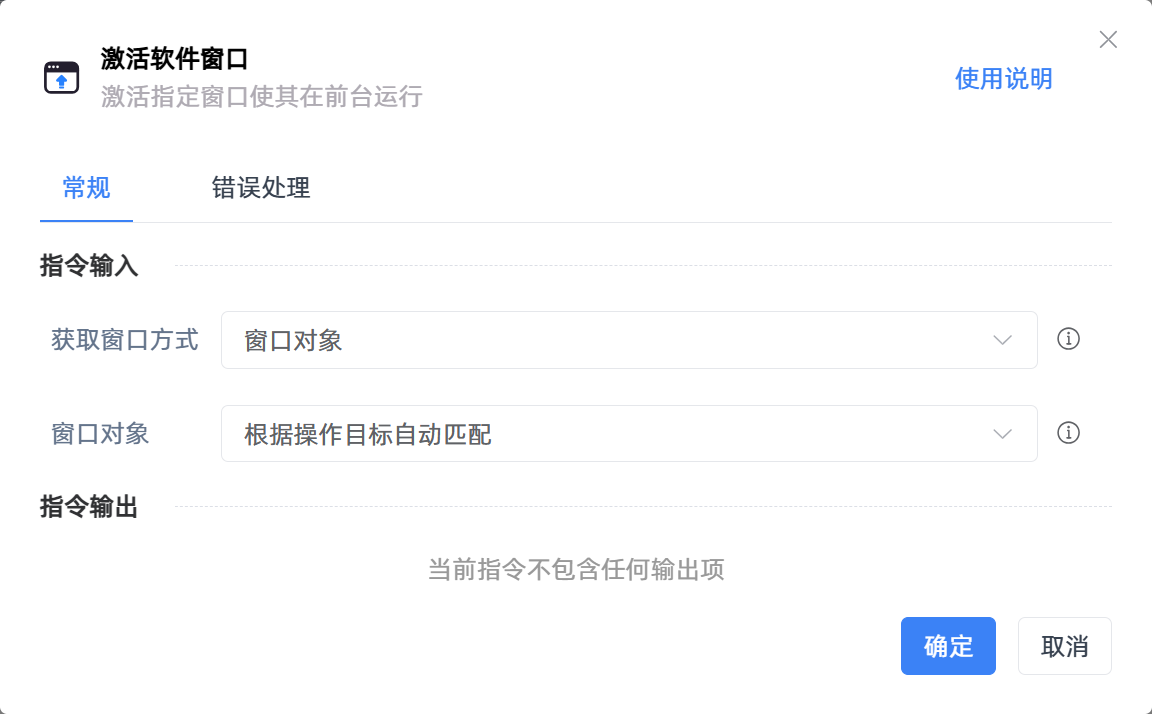 激活软件窗口
激活指定窗口使其在前台运行
使用说明
常规
错误处理
指令输入
获取窗口方式
窗口对象
窗口对象
根据操作目标自动匹配
指令输出
当前指令不包含任何输出项
确定
取消